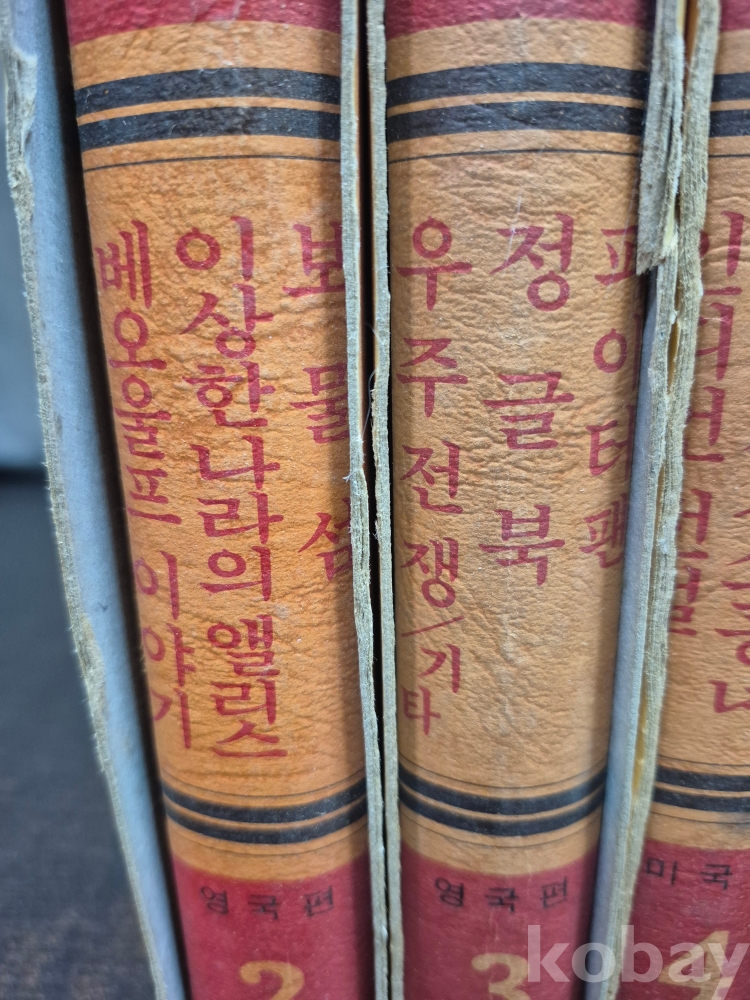 보물섬
이상한나라의앨리스
베오울프 이야기
영국편
2
피이터팬
정글북
우주전쟁/기타
영국편
3
미국
4
kobay